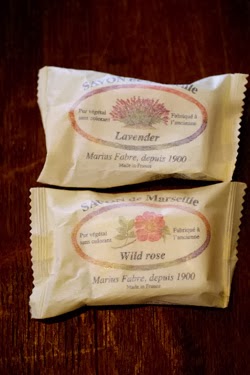 SAVON DE Marseille
Pur végétal
sans colorant
Fabriqué à
l'ancienne
Lavender
Marius Fabre, depuis 1900
Made in France
Savon de Marseille
Pur végétal
sans colorant
Fabriqué à
l'ancienne
Wild rose
Marius Fabre, depuis 1900
Made in France